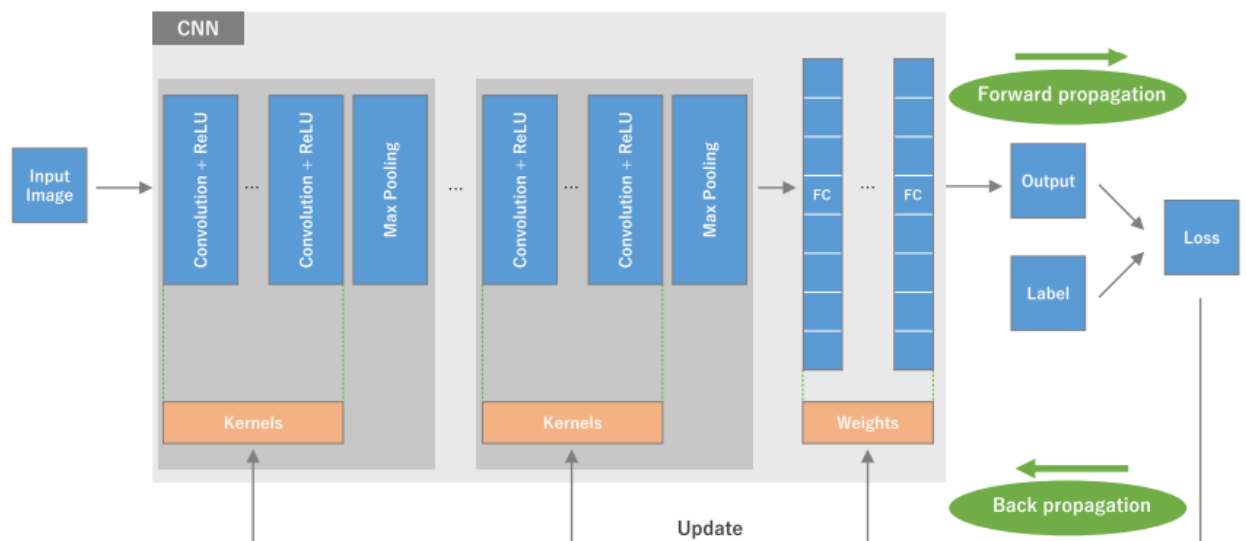 CNN
Input
Image
Convolution + ReLU
...
Convolution + ReLU
Max Pooling
...
Convolution + ReLU
...
Convolution + ReLU
Max Pooling
FC
...
FC
Forward propagation
Output
Label
Loss
Kernels
Kernels
Weights
Back propagation
Update